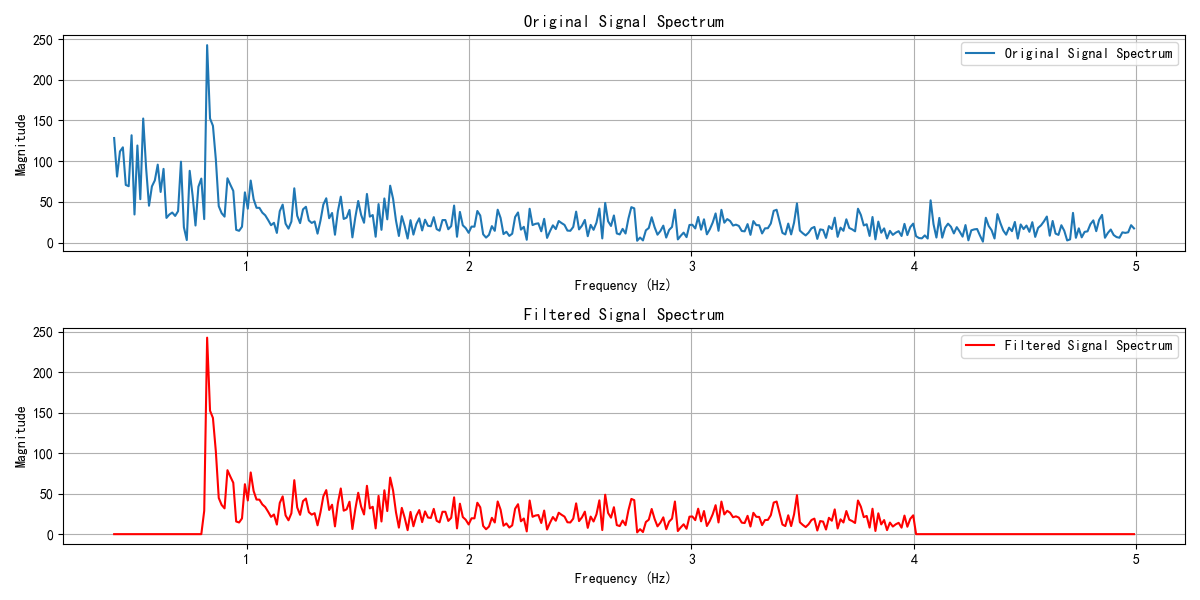 Original Signal Spectrum
250
200
150
100
50
0
Magnitude
Original Signal Spectrum
1
2
3
4
5
Frequency (Hz)
Filtered Signal Spectrum
250
200
150
100
50
0
Magnitude
Filtered Signal Spectrum
1
2
3
4
5
Frequency (Hz)